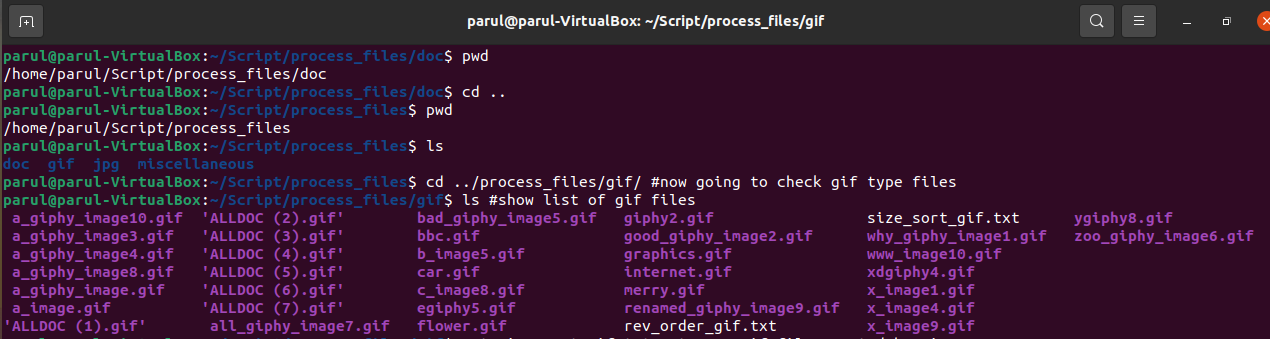 parul@parul-VirtualBox: ~/Script/process_files/gif
parul@parul-VirtualBox:~/Script/process_files/doc$ pwd
/home/parul/Script/process_files/doc
parul@parul-VirtualBox:~/Script/process_files/doc$ cd ..
parul@parul-VirtualBox:~/Script/process_files$ pwd
/home/parul/Script/process_files
parul@parul-VirtualBox:~/Script/process_files$ ls
doc gif jpg miscellaneous
parul@parul-VirtualBox:~/Script/process_files$ cd ../process_files/gif/ #now going to check gif type files
parul@parul-VirtualBox:~/Script/process_files/gif$ ls #show list of gif files
a_giphy_image10.gif 'ALLDOC (2).gif' bad_giphy_image5.gif giphy2.gif size_sort_gif.txt ygiphy8.gif
a_giphy_image3.gif 'ALLDOC (3).gif' bbc.gif good_giphy_image2.gif why_giphy_image1.gif zoo_giphy_image6.gif
a_giphy_image4.gif 'ALLDOC (4).gif' b_image5.gif graphics.gif www_image10.gif
a_giphy_image8.gif 'ALLDOC (5).gif' car.gif internet.gif xdgiphy4.gif
a_giphy_image.gif 'ALLDOC (6).gif' c_image8.gif merry.gif x_image1.gif
a_image.gif 'ALLDOC (7).gif' egiphy5.gif renamed_giphy_image9.gif x_image4.gif
'ALLDOC (1).gif' all_giphy_image7.gif flower.gif rev_order_gif.txt x_image9.gif